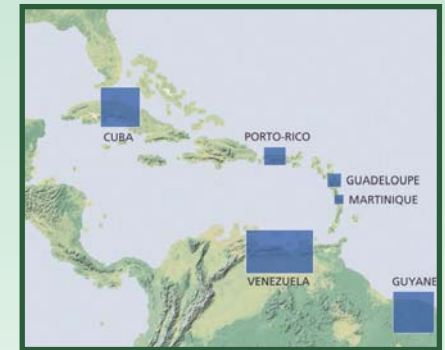 CUBA
PORTO-RICO
GUADELOUPE
MARTINIQUE
VENEZUELA
GUYANE